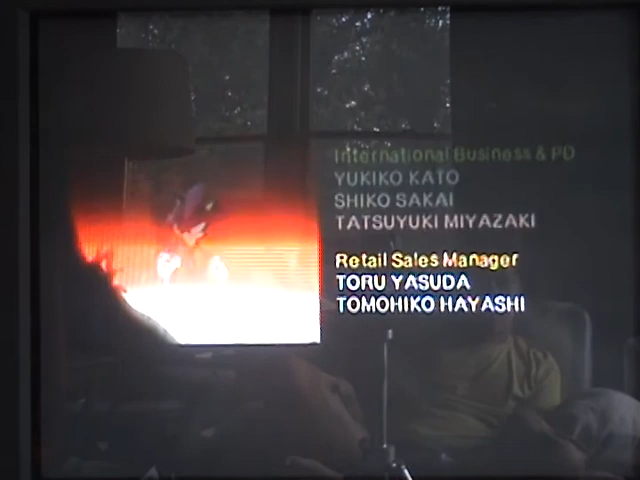 International Business & PD
YUKIKO KATO
SHIKO SAKAI
TATSUYUKI MIYAZAKI
Retail Sales Manager
TORU YASUDA
TOMOHIKO HAYASHI